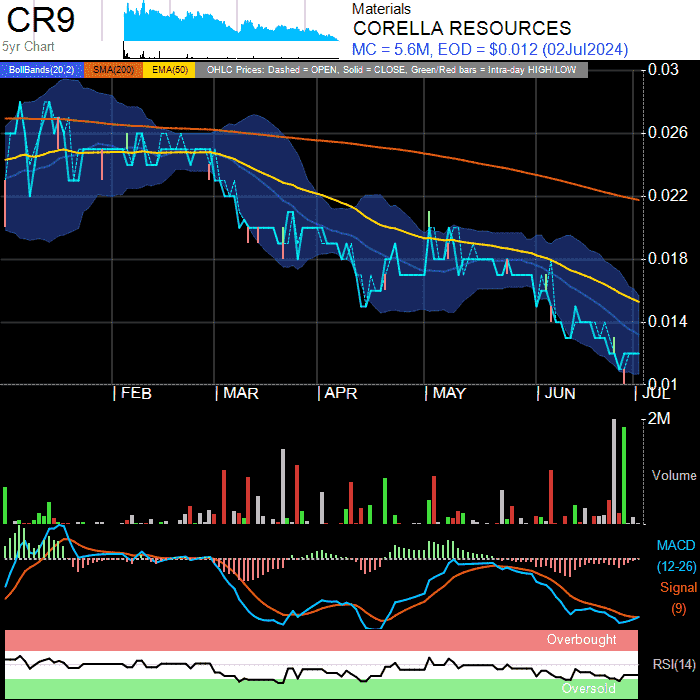 CR9
5yr Chart
Materials
CORELLA RESOURCES
MC = 5.6M, EOD = $0.012 (02Jul2024)
BollBands(20,2) SMA(200) EMA(50) OHLC Prices: Dashed = OPEN, Solid = CLOSE, Green/Red bars = Intra-day HIGH/LOW
0.03
0.026
0.022
0.018
0.014
0.01
FEB MAR APR MAY JUN JUL
2M
Volume
MACD
(12-26)
Signal
(9)
Overbought
RSI(14)
Oversold